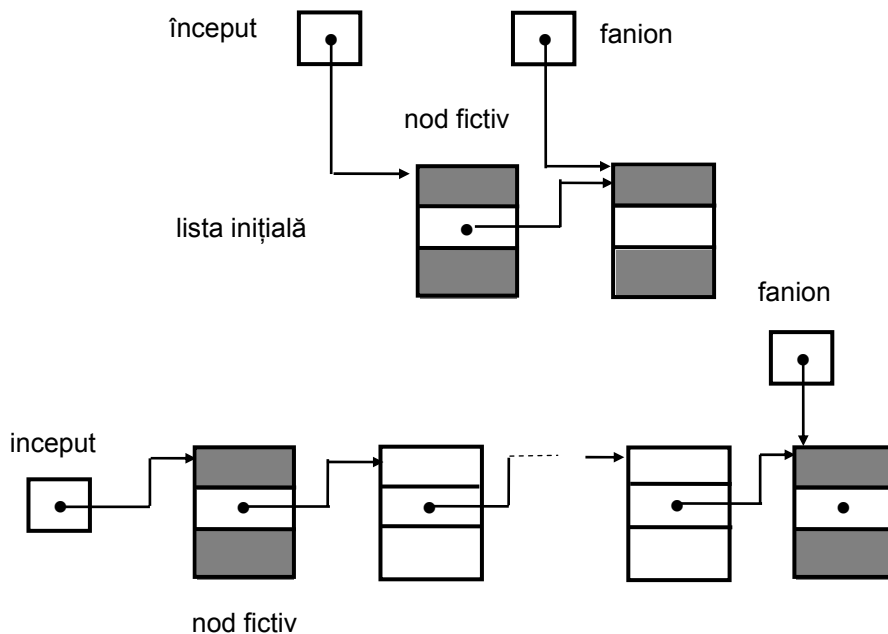 început
fanion
nod fictiv
lista inițială
fanion
inceput
nod fictiv